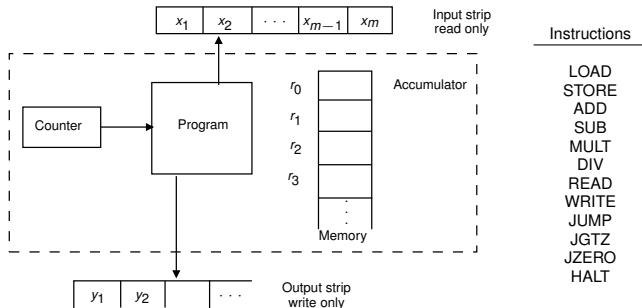 x1 x2 · · · xm−1 xm
Input strip
read only
Instructions
Counter
Program
r0
r1
r2
r3
Accumulator
· · ·
Memory
LOAD
STORE
ADD
SUB
MULT
DIV
READ
WRITE
JUMP
JGTZ
JZERO
HALT
y1 y2 · · ·
Output strip
write only